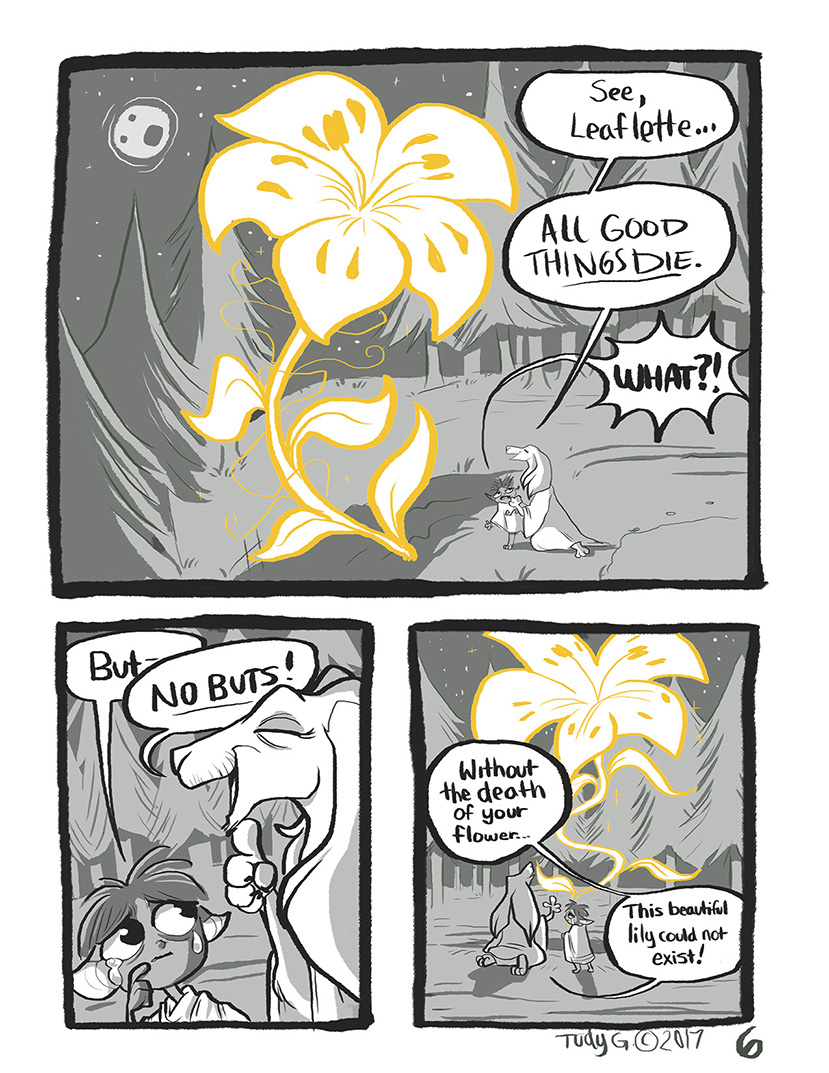 See,
Leaflette...
ALL GOOD
THINGS DIE.
WHAT?!
But-
NO BUTS!
Without
the death
of your
flower...
This beautiful
lily could not
exist!
Tudy G. © 2017
6